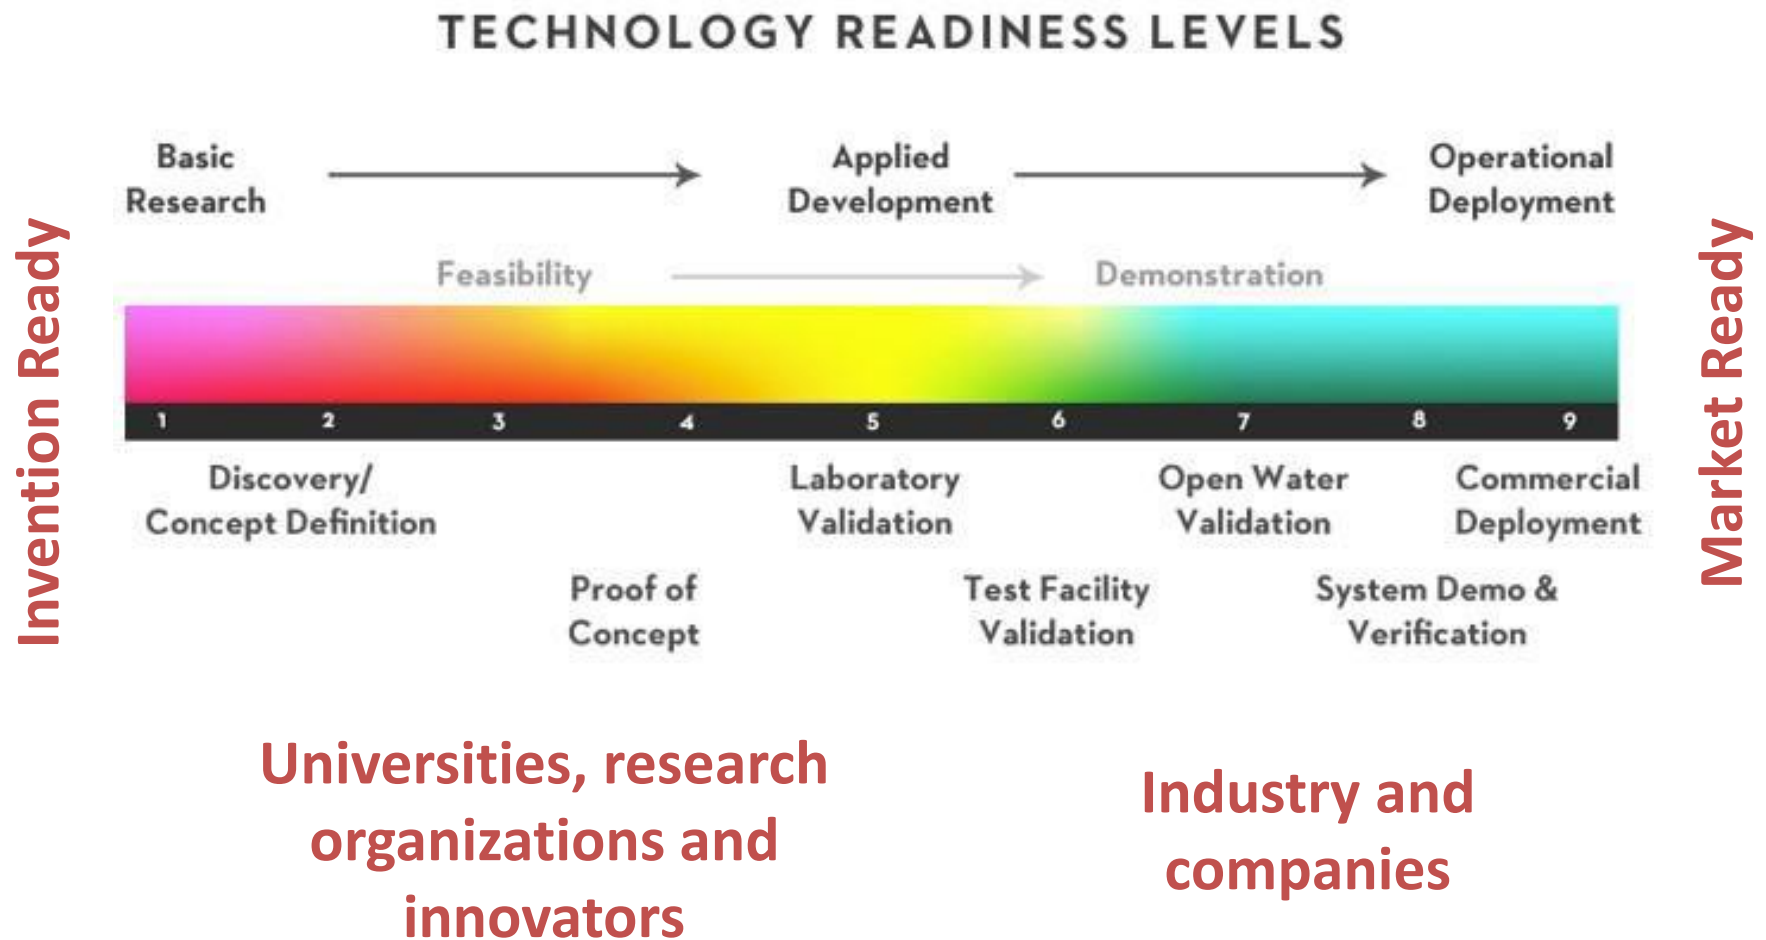 TECHNOLOGY READINESS LEVELS
Basic
Research
Applied
Development
Operational
Deployment
Invention Ready
Market Ready
Feasibility
Demonstration
1 2 3 4 5 6 7 8 9
Discovery/
Concept Definition
Laboratory
Validation
Open Water
Validation
Commercial
Deployment
Proof of
Concept
Test Facility
Validation
System Demo &
Verification
Universities, research
organizations and
innovators
Industry and
companies